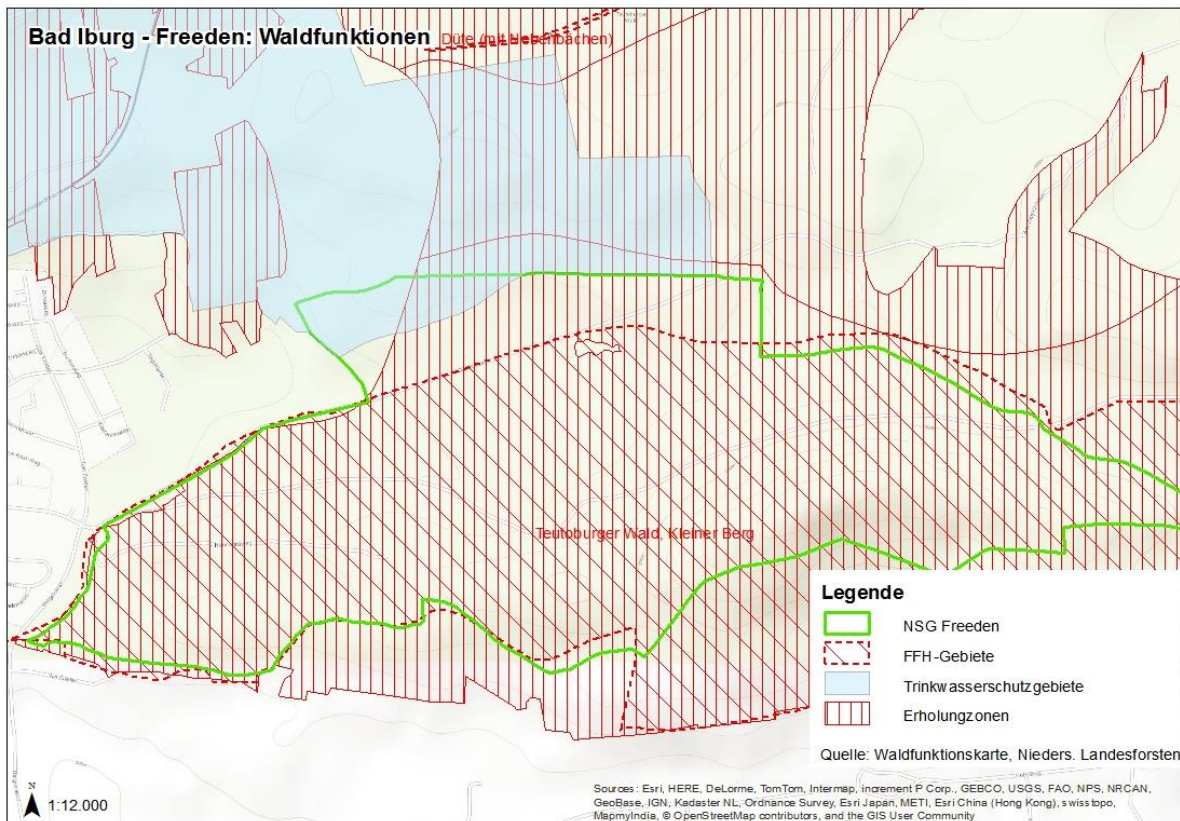 Bad Iburg - Freeden: Waldfunktionen
Düte (mit Nebenbächen)
Teutoburger Wald, Kleiner Berg
Legende
NSG Freeden
FFH-Gebiete
Trinkwasserschutzgebiete
Erholungzonen
Quelle: Waldfunktionskarte, Nieders. Landesforsten
N
1:12.000
Sources: Esri, HERE, DeLorme, TomTom, Intermap, increment P Corp., GEBCO, USGS, FAO, NPS, NRCAN,
GeoBase, IGN, Kadaster NL, Ordnance Survey, Esri Japan, METI, Esri China (Hong Kong), swisstopo,
MapmyIndia, © OpenStreetMap contributors, and the GIS User Community